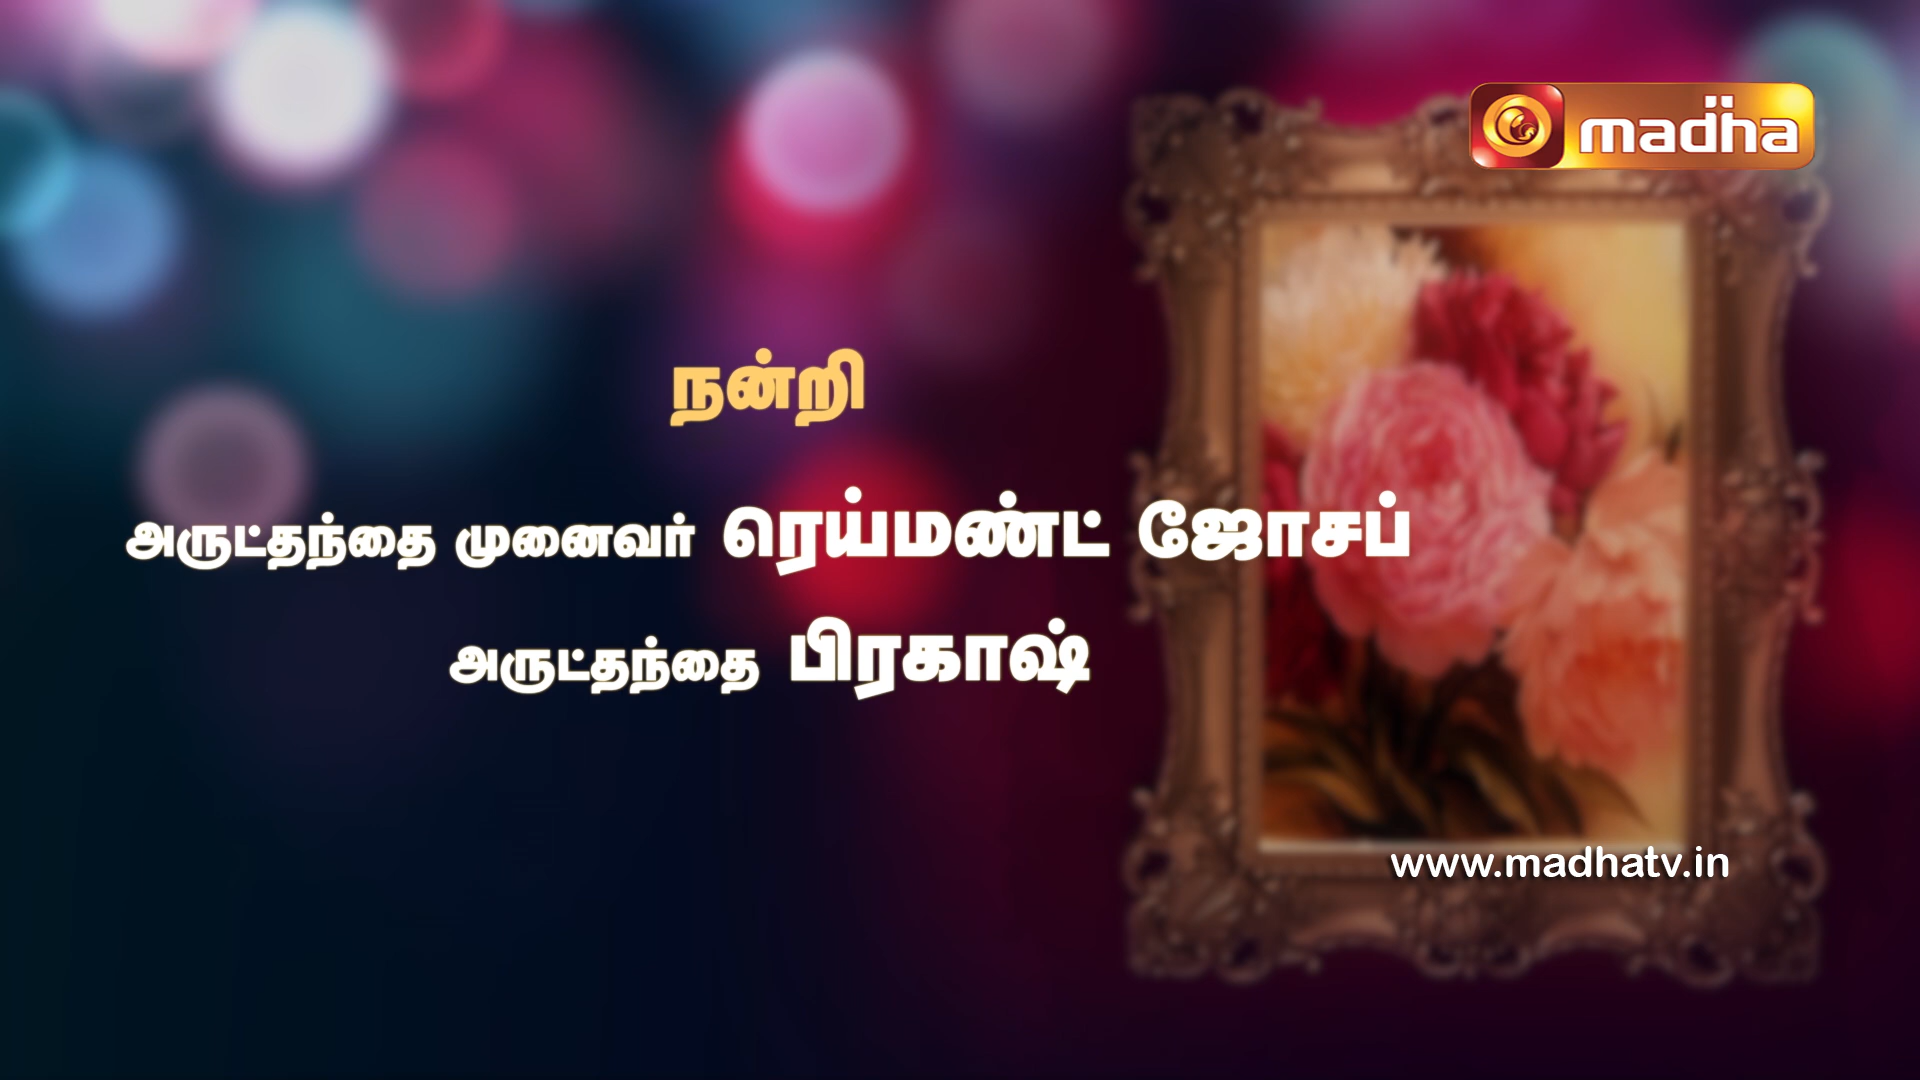 madha
நன்றி
அருட்தந்தை முனைவர் ரெய்மண்ட் ஜோசப்
அருட்தந்தை பிரகாஷ்
www.madhatv.in